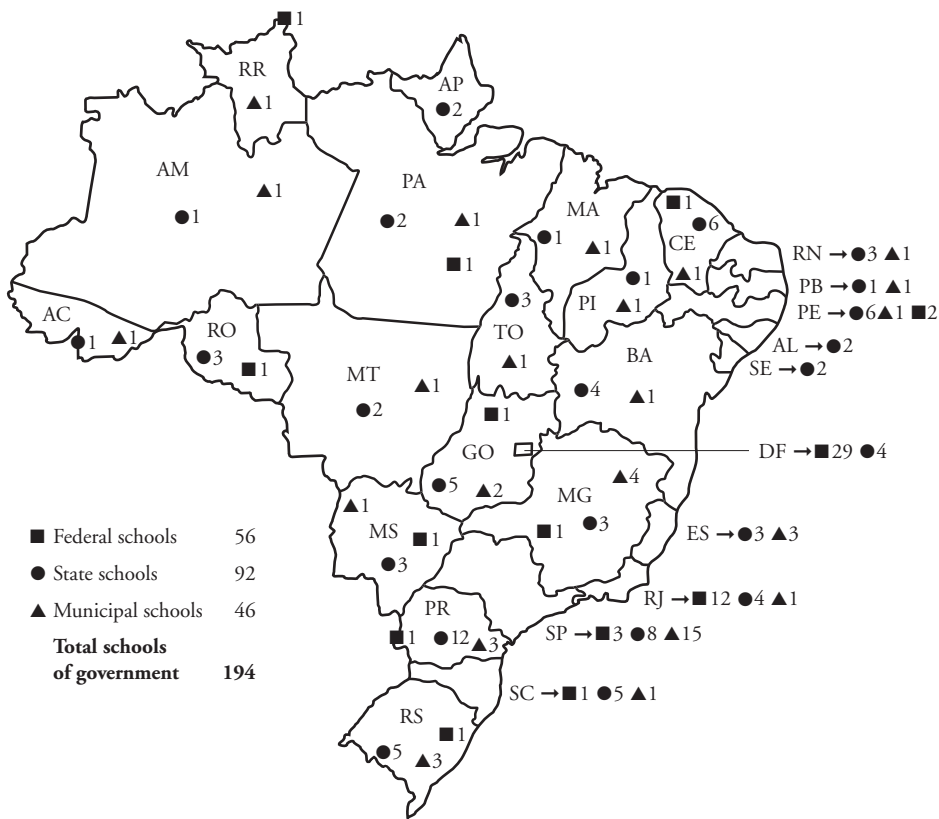 ■ 1
RR
▲ 1
AP
● 2
AM
▲ 1
● 1
PA
● 2
▲ 1
■ 1
MA
● 1
▲ 1
■ 1
● 6
CE
▲ 1
RN → ● 3 ▲ 1
PB → ● 1 ▲ 1
PE → ● 6 ▲ 1 ■ 2
AL → ● 2
SE → ● 2
● 1
PI
▲ 1
● 3
TO
▲ 1
AC
● 1
▲ 1
RO
● 3
■ 1
MT
▲ 1
● 2
BA
● 4
▲ 1
■ 1
GO
● 5
▲ 2
DF → ■ 29 ● 4
▲ 4
MG
■ 1
● 3
▲ 1
MS
■ 1
● 3
ES → ● 3 ▲ 3
RJ → ■ 12 ● 4 ▲ 1
SP → ■ 3 ● 8 ▲ 15
PR
■ 1
● 12
▲ 3
SC → ■ 1 ● 5 ▲ 1
RS
■ 1
● 5
▲ 3
■ Federal schools 56
● State schools 92
▲ Municipal schools 46
Total schools
of government 194